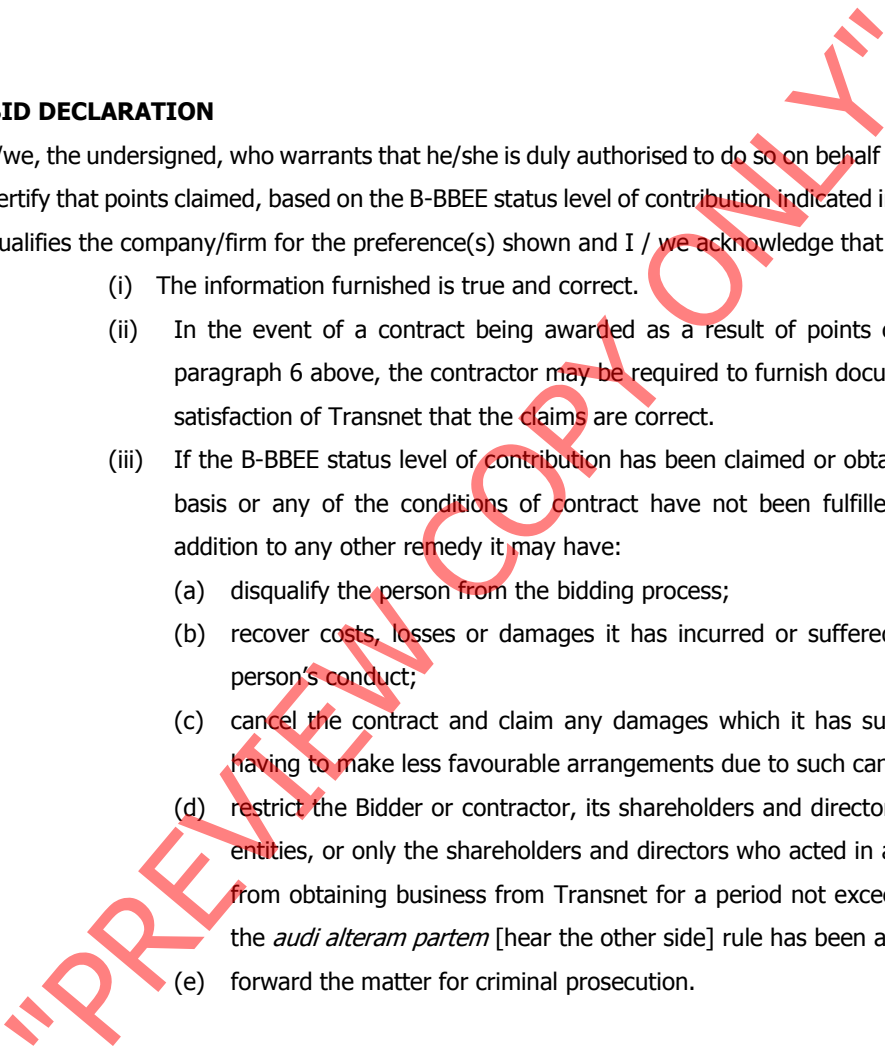 BID DECLARATION
/we, the undersigned, who warrants that he/she is duly authorised to do so on behalf
ertify that points claimed, based on the B-BBEE status level of contribution indicated i
ualifies the company/firm for the preference(s) shown and I / we acknowledge that
(i) The information furnished is true and correct.
(ii) In the event of a contract being awarded as a result of points
paragraph 6 above, the contractor may be required to furnish docu
satisfaction of Transnet that the claims are correct.
(iii) If the B-BBEE status level of contribution has been claimed or obta
basis or any of the conditions of contract have not been fulfille
addition to any other remedy it may have:
(a) disqualify the person from the bidding process;
(b) recover costs, losses or damages it has incurred or suffered
person's conduct;
(c) cancel the contract and claim any damages which it has su
having to make less favourable arrangements due to such can
(d) restrict the Bidder or contractor, its shareholders and director
entities, or only the shareholders and directors who acted in a
from obtaining business from Transnet for a period not excee
the audi alteram partem [hear the other side] rule has been a
(e) forward the matter for criminal prosecution.
"PREVIEW COPY ONLY"